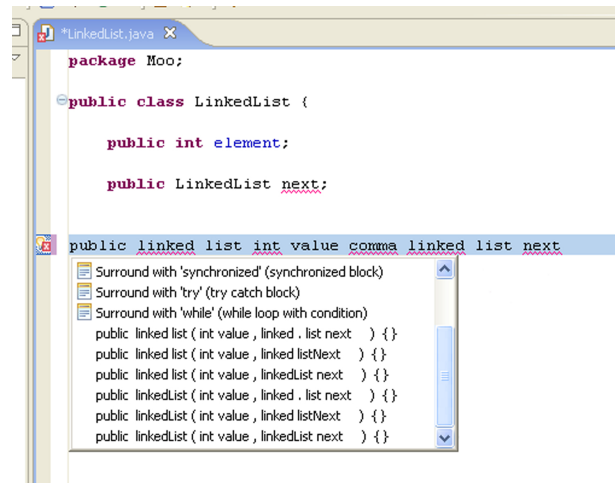 *LinkedList.java
package Moo;
public class LinkedList {
public int element;
public LinkedList next;
public linked list int value comma linked list next
Surround with 'synchronized' (synchronized block)
Surround with 'try' (try catch block)
Surround with 'while' (while loop with condition)
public linked list ( int value , linked . list next ) {}
public linked list ( int value , linked listNext ) {}
public linked list ( int value , linkedList next ) {}
public linkedList ( int value , linked . list next ) {}
public linkedList ( int value , linked listNext ) {}
public linkedList ( int value , linkedList next ) {}